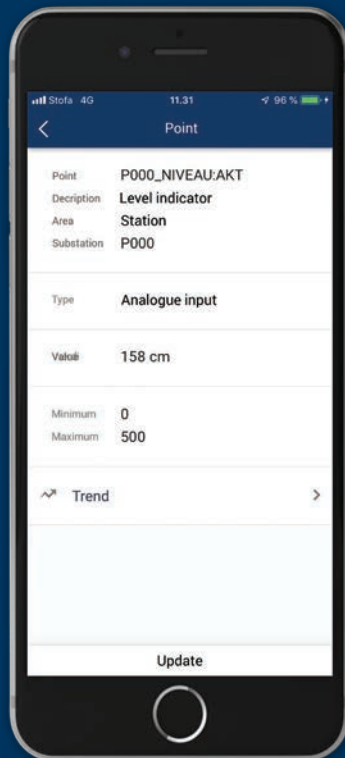 Stofa 4G 11.31 96 %
Point
Point P000_NIVEAU:AKT
Decription Level indicator
Area Station
Substation P000
Type Analogue input
158 cm
Minimum 0
Maximum 500
Trend
Update